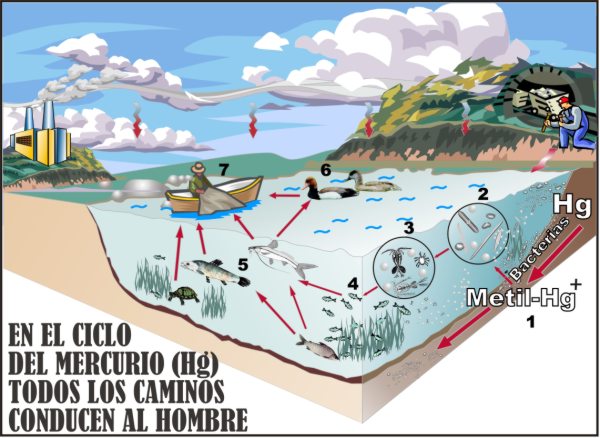 7
6
2
3
Hg
Bacterias
5
4
Metil-Hg+
1
EN EL CICLO
DEL MERCURIO (Hg)
TODOS LOS CAMINOS
CONDUCEN AL HOMBRE